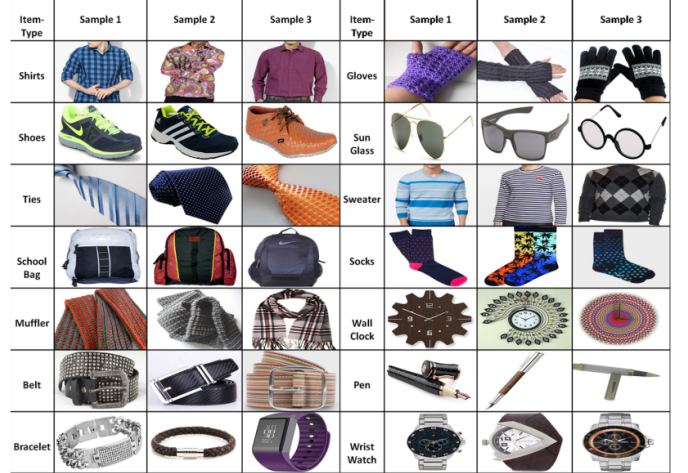 Item-
Type
Sample 1
Sample 2
Sample 3
Item-
Type
Sample 1
Sample 2
Sample 3
Shirts
Gloves
Shoes
Sun
Glass
Ties
Sweater
School
Bag
Socks
Muffler
Wall
Clock
Belt
Pen
Bracelet
Wrist
Watch